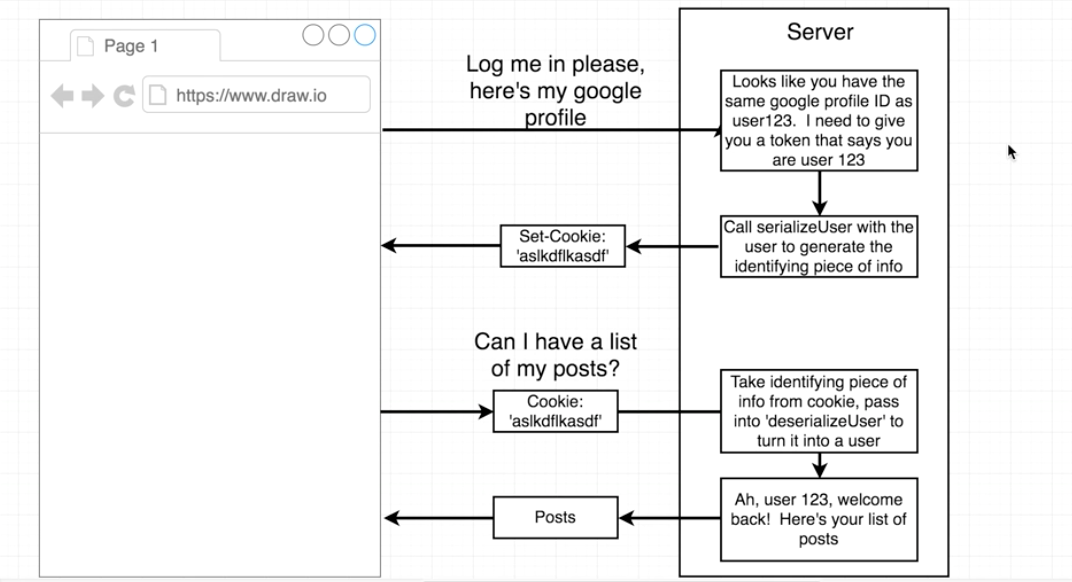 Page 1
https://www.draw.io
Log me in please,
here's my google
profile
Server
Looks like you have the
same google profile ID as
user123.  I need to give
you a token that says you
are user 123
Call serializeUser with the
user to generate the
identifying piece of info
Set-Cookie:
'aslkdflkasdf'
Can I have a list
of my posts?
Cookie:
'aslkdflkasdf'
Take identifying piece of
info from cookie, pass
into 'deserializeUser' to
turn it into a user
Ah, user 123, welcome
back!  Here's your list of
posts
Posts